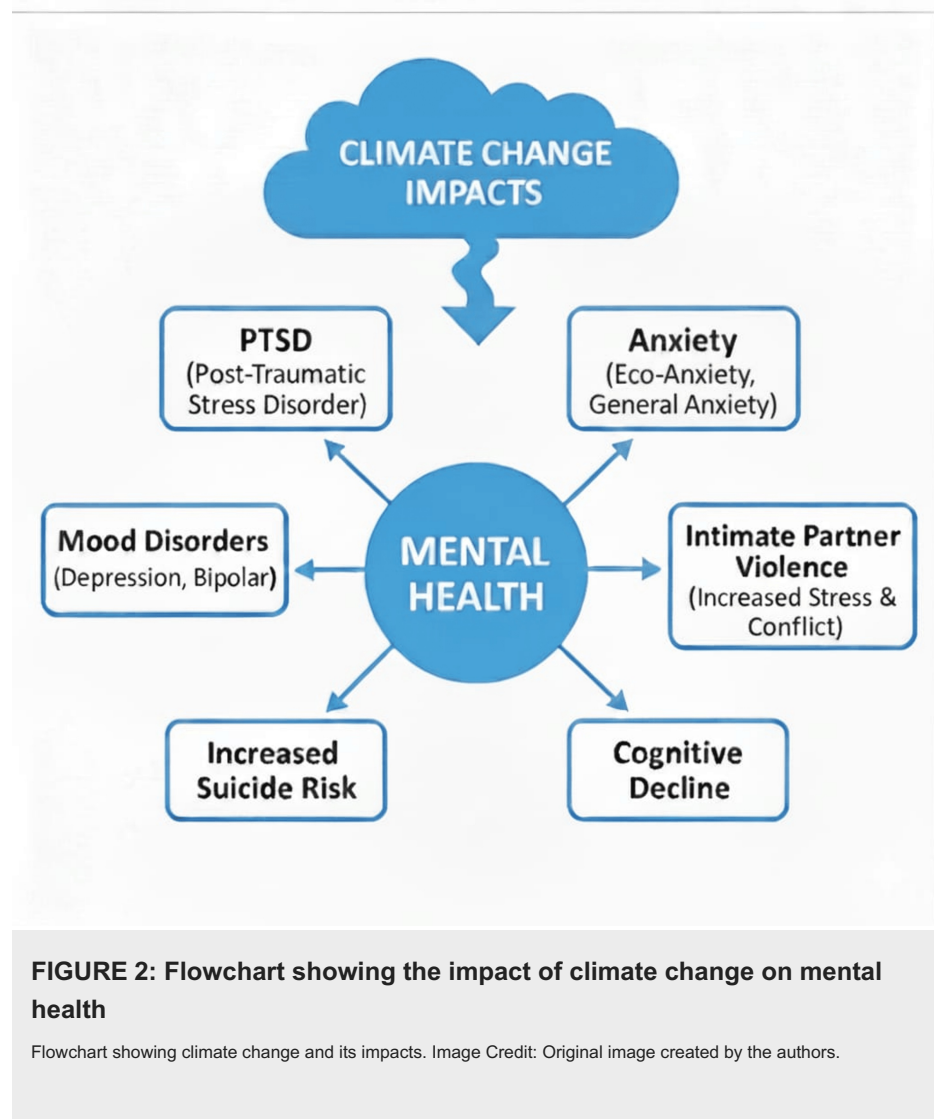 CLIMATE CHANGE
IMPACTS
PTSD
(Post-Traumatic
Stress Disorder)
Anxiety
(Eco-Anxiety,
General Anxiety)
Mood Disorders
(Depression, Bipolar)
MENTAL
HEALTH
Intimate Partner
Violence
(Increased Stress &
Conflict)
Increased
Suicide Risk
Cognitive
Decline
FIGURE 2: Flowchart showing the impact of climate change on mental
health
Flowchart showing climate change and its impacts. Image Credit: Original image created by the authors.